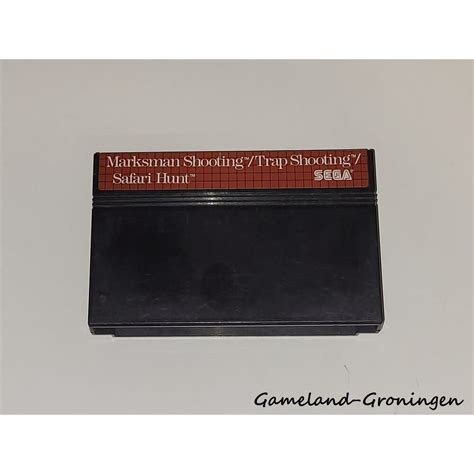 Marksman Shooting™/Trap Shooting™/
Safari Hunt™ SEGA
Gameland-Groningen